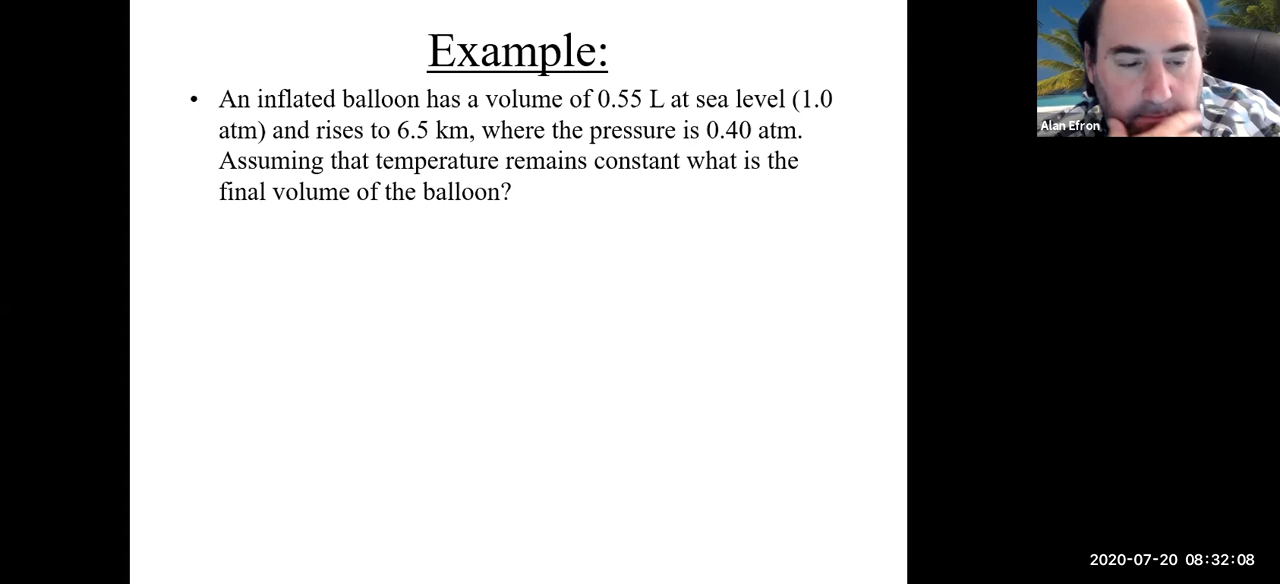 Example:
• An inflated balloon has a volume of 0.55 L at sea level (1.0
atm) and rises to 6.5 km, where the pressure is 0.40 atm.
Assuming that temperature remains constant what is the
final volume of the balloon?
Alan Efron
2020-07-20 08:32:08